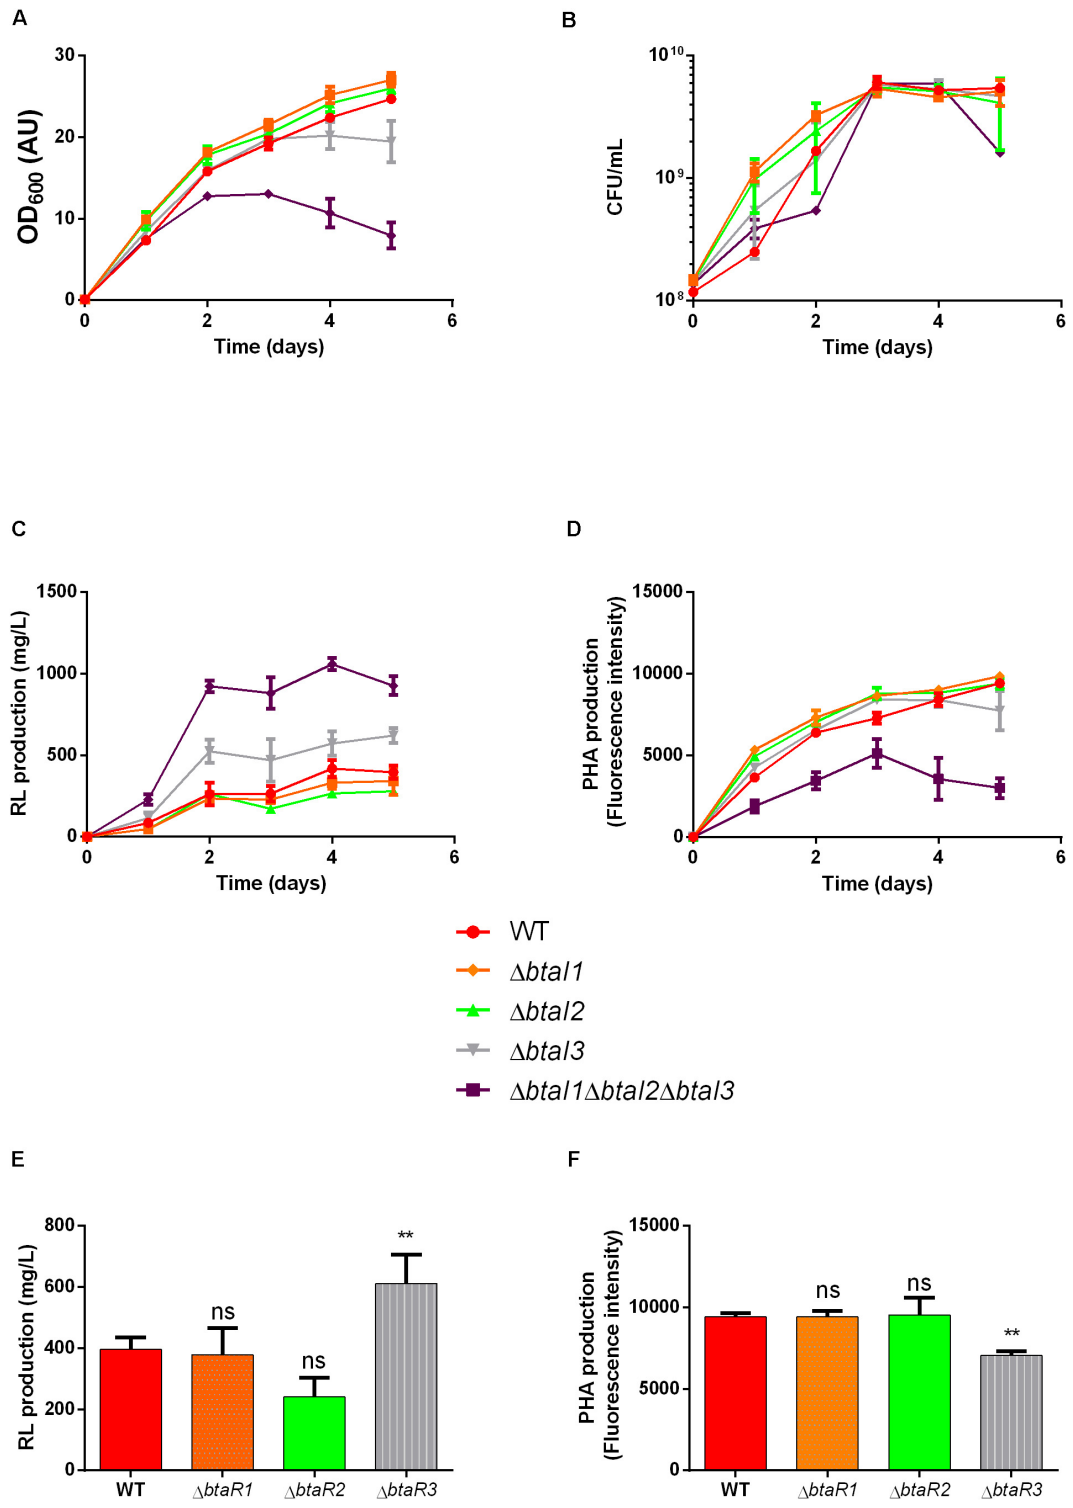 A
B
30
20
10
0
0
2
4
6
OD600 (AU)
Time (days)
10^10
10^9
10^8
0
2
4
6
CFU/mL
Time (days)
C
D
1500
1000
500
0
0
2
4
6
RL production (mg/L)
Time (days)
15000
10000
5000
0
0
2
4
6
PHA production
(Fluorescence intensity)
Time (days)
WT
ΔbtaI1
ΔbtaI2
ΔbtaI3
ΔbtaI1ΔbtaI2ΔbtaI3
E
F
800
600
400
200
0
RL production (mg/L)
ns
ns
**
WT
ΔbtaR1
ΔbtaR2
ΔbtaR3
15000
10000
5000
0
PHA production
(Fluorescence intensity)
ns
ns
**
WT
ΔbtaR1
ΔbtaR2
ΔbtaR3